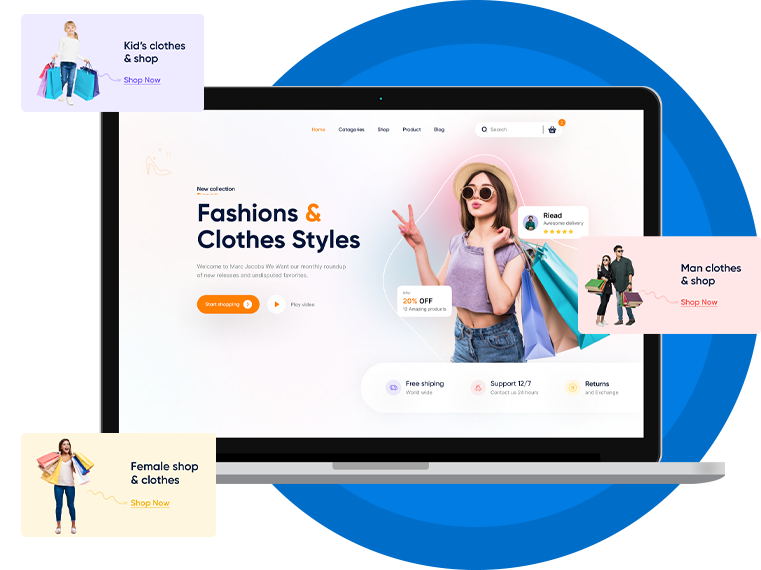 Kid's clothes
& shop
Shop Now
Home Catagories Shop Product Blog Search
New collection
Fashions &
Clothes Styles
Welcome to Marc Jacobs We Want our monthly roundup
of new releases and undisputed favorites.
Start shopping Play video
Riead
Awesome delivery
20% OFF
12 Amazing products
Man clothes
& shop
Shop Now
Free shiping
World wide
Support 12/7
Contact us 24 hours
Returns
and Exchange
Female shop
& clothes
Shop Now